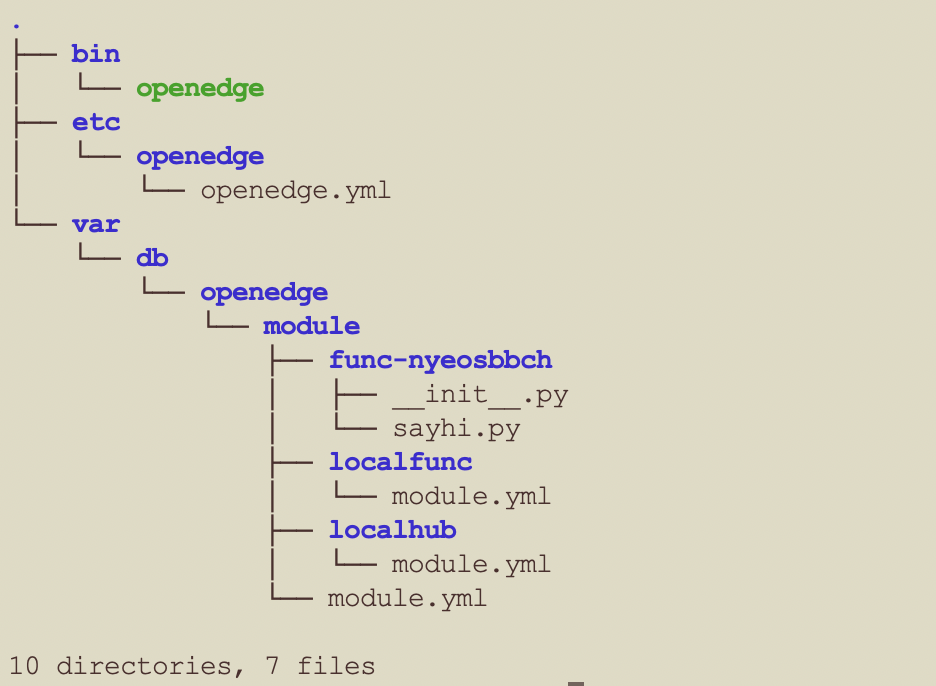 .
├── bin
│   └── openedge
├── etc
│   └── openedge
│       └── openedge.yml
└── var
    └── db
        └── openedge
            └── module
                ├── func-nyeosbbch
                │   ├── __init__.py
                │   └── sayhi.py
                ├── localfunc
                │   └── module.yml
                ├── localhub
                │   └── module.yml
                └── module.yml

10 directories, 7 files